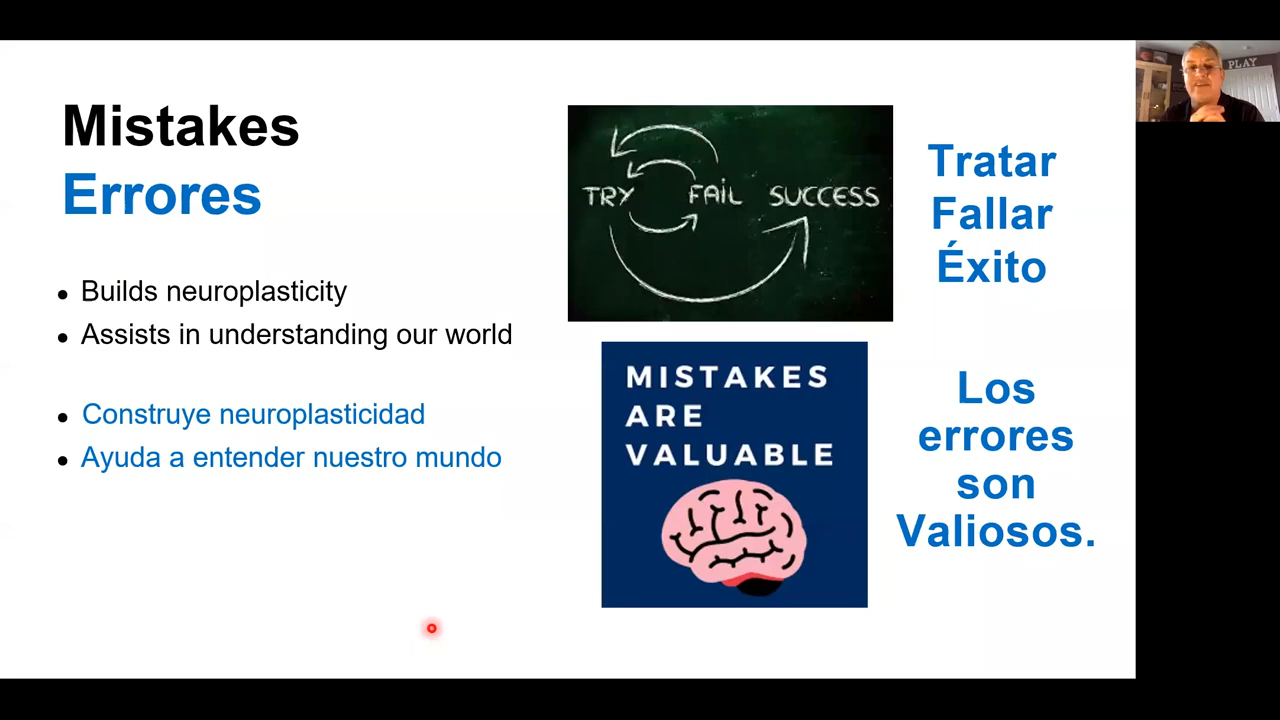 Mistakes
Errores
Builds neuroplasticity
Assists in understanding our world
Construye neuroplasticidad
Ayuda a entender nuestro mundo
TRY FAIL SUCCESS
Tratar
Fallar
Éxito
MISTAKES
ARE
VALUABLE
Los
errores
son
Valiosos.
PLAY